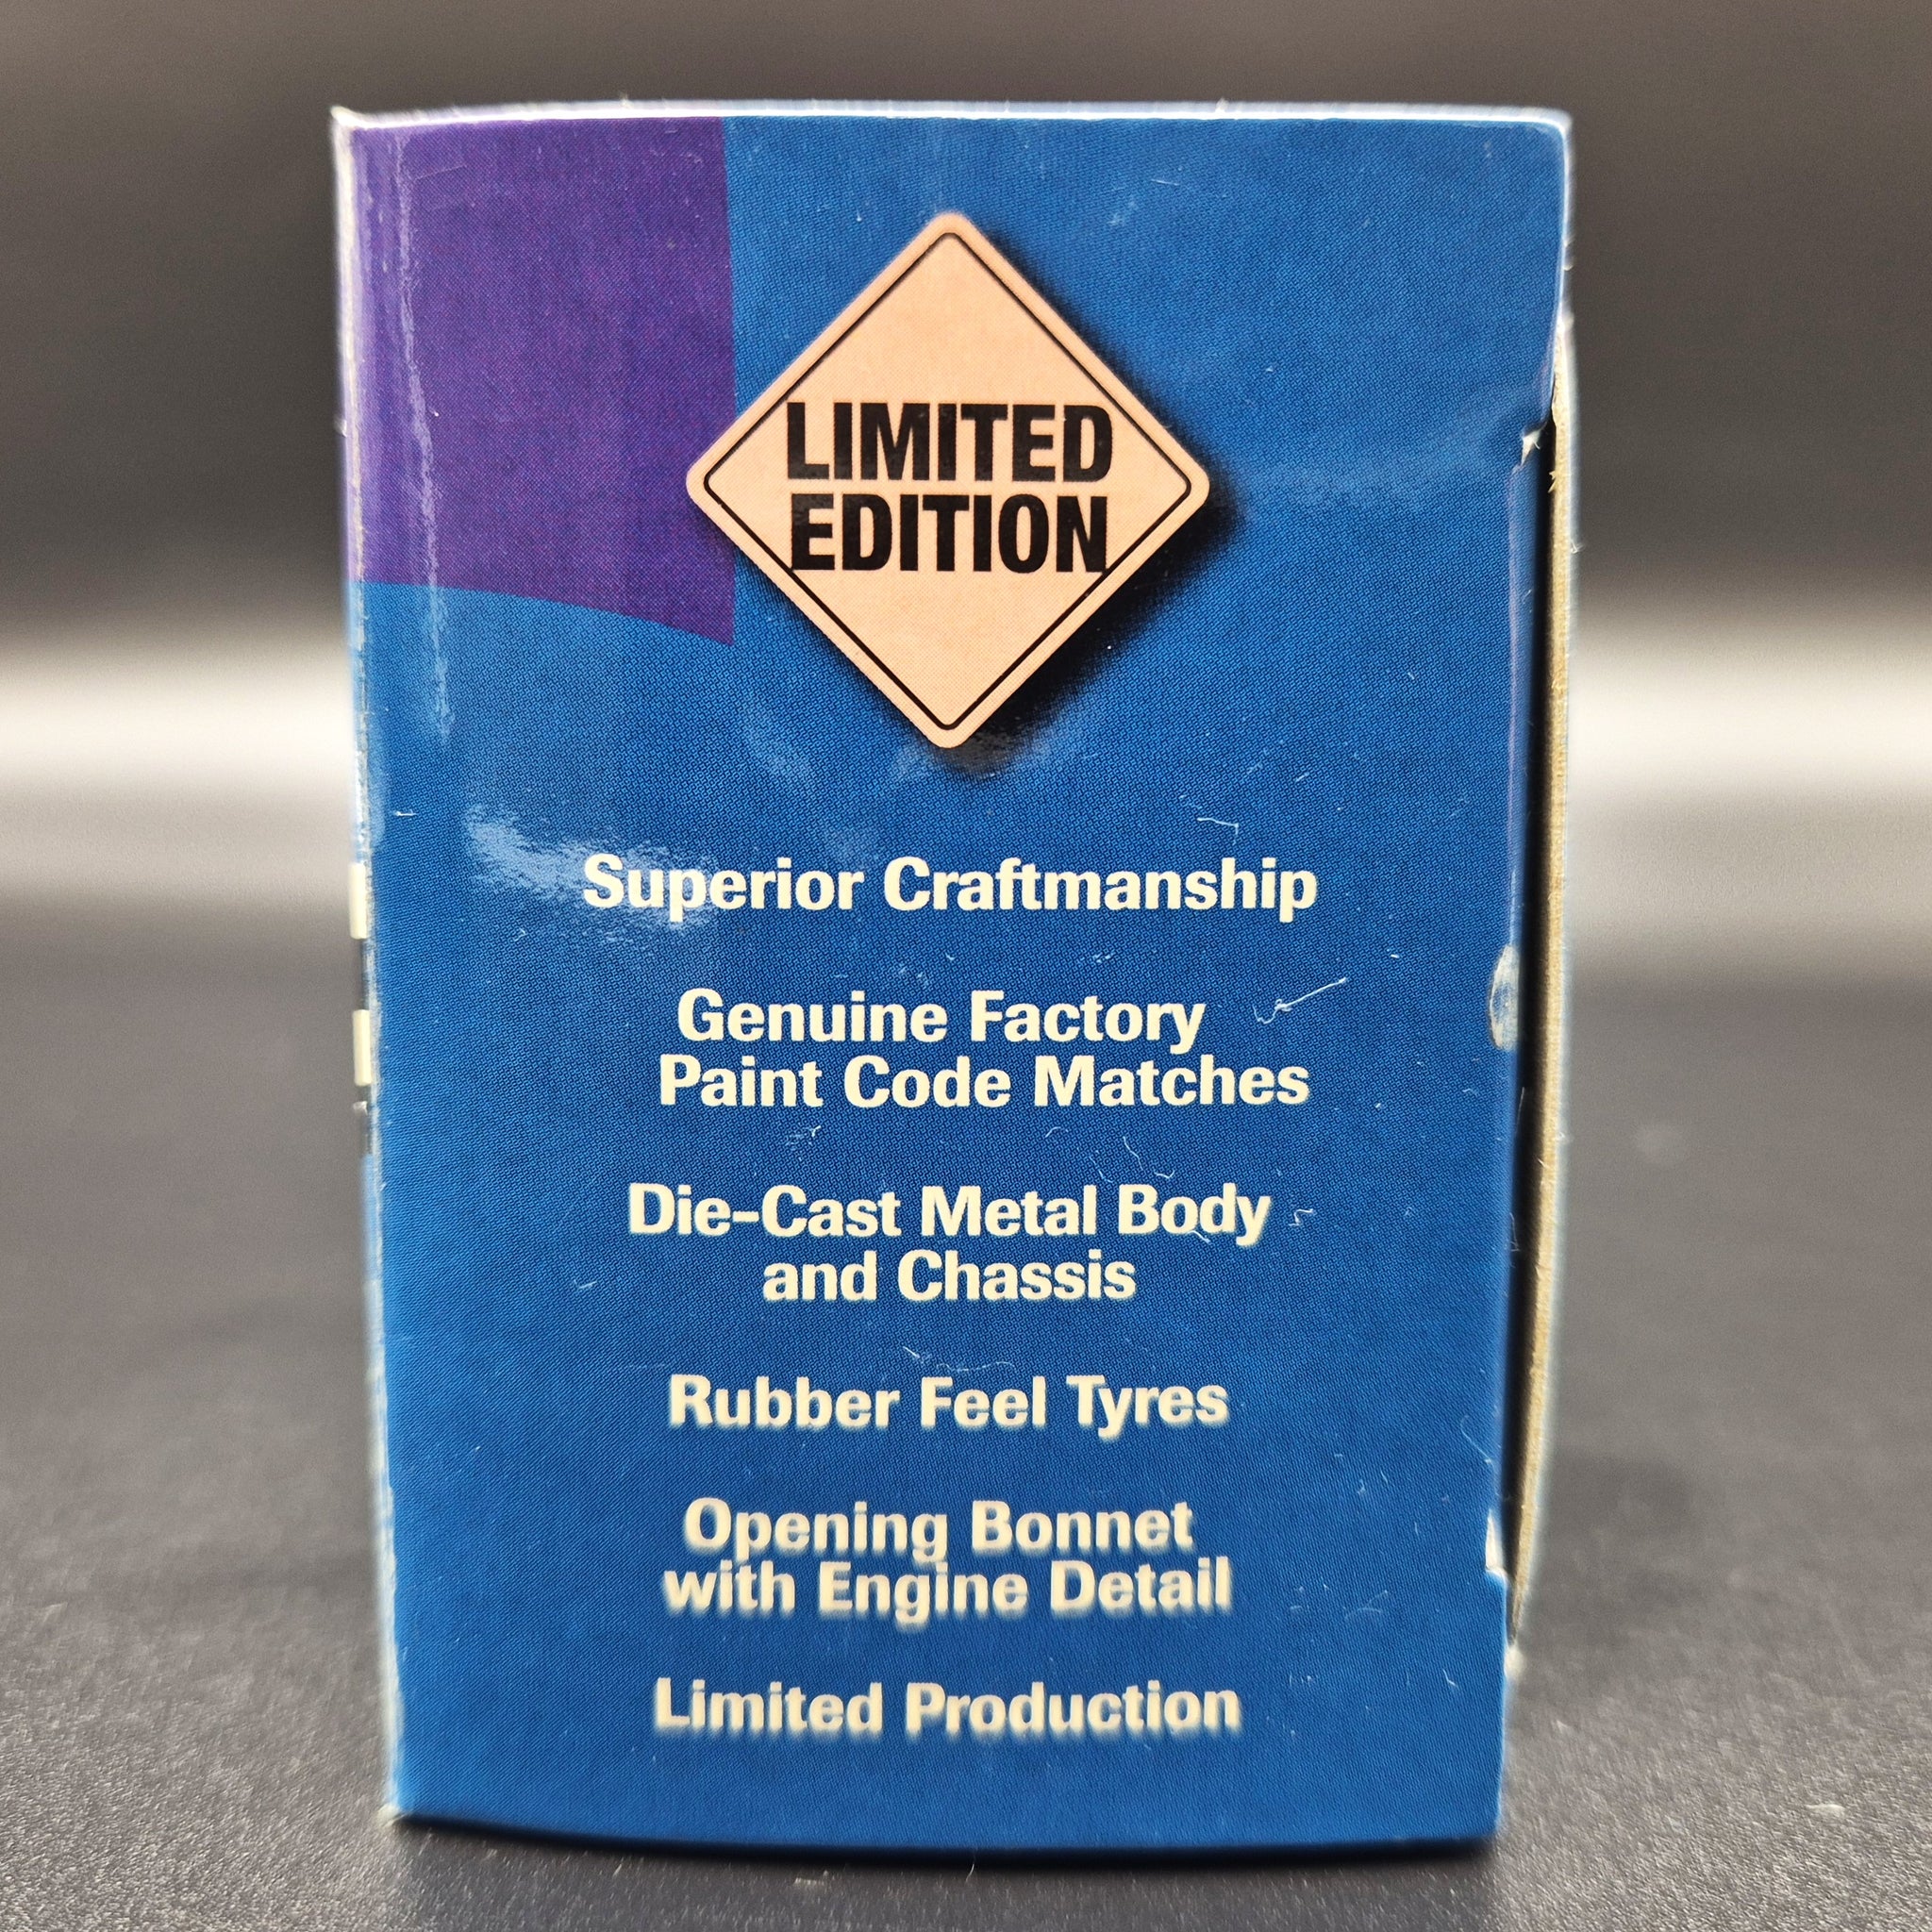 LIMITED
EDITION
Superior Craftmanship
Genuine Factory
Paint Code Matches
Die-Cast Metal Body
and Chassis
Rubber Feel Tyres
Opening Bonnet
with Engine Detail
Limited Production